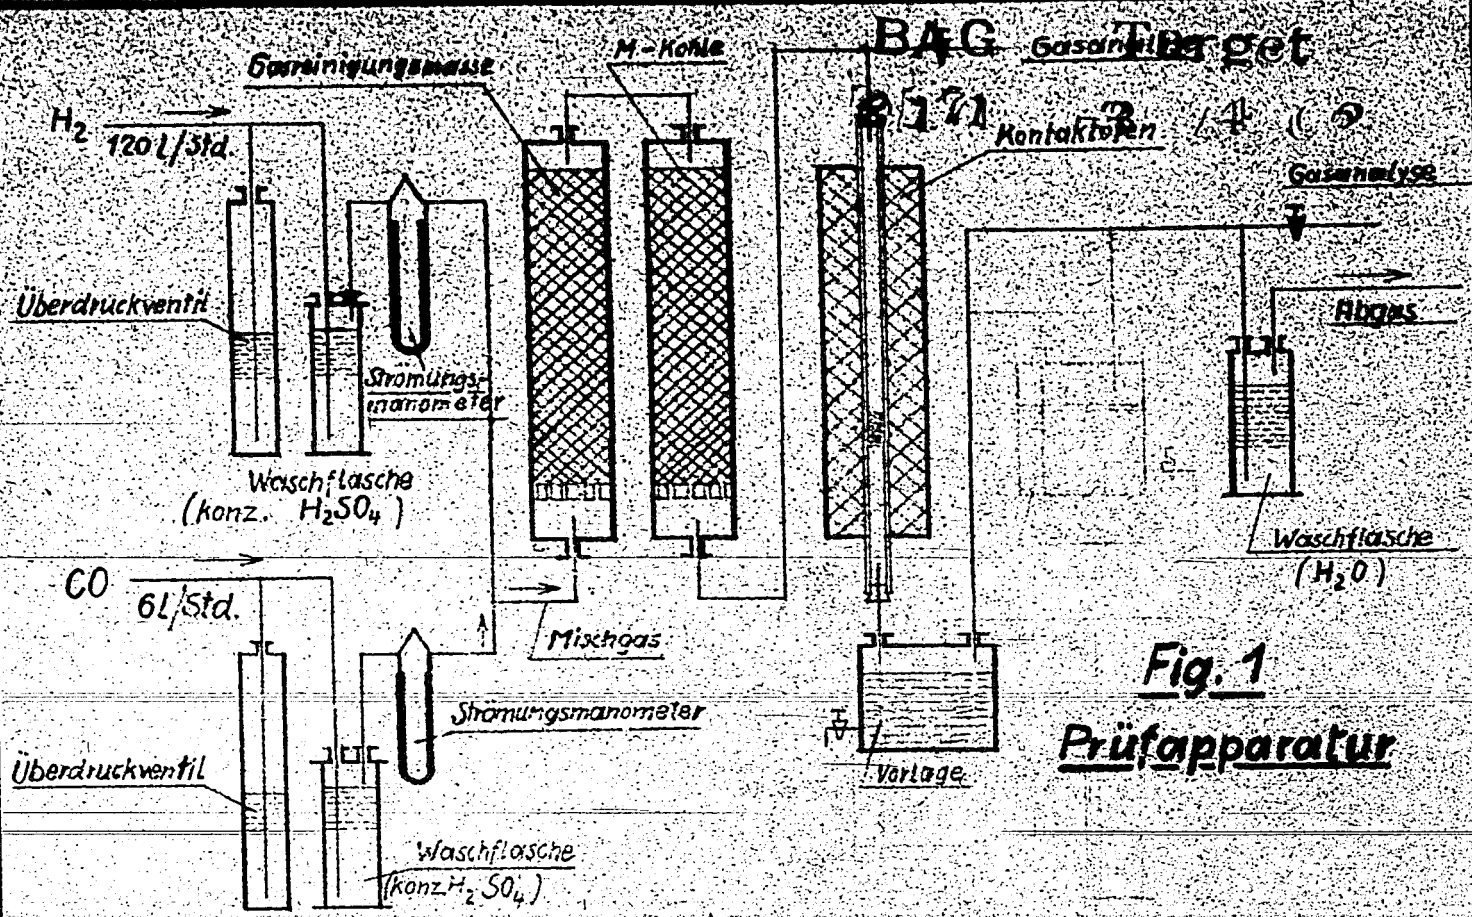 BAG Target
2171
Gasreinigungsmasse
M-Kohle
H₂
120 l/Std.
Kontaktofen
Gasanalyse
Überdruckventil
Abgas
Strömungs-
manometer
Waschflasche
(konz. H₂SO₄)
Waschflasche
(H₂O)
CO
6 l/Std.
Mischgas
Fig. 1
Prüfapparatur
Strömungsmanometer
Überdruckventil
Vorlage
Waschflasche
(konz. H₂SO₄)